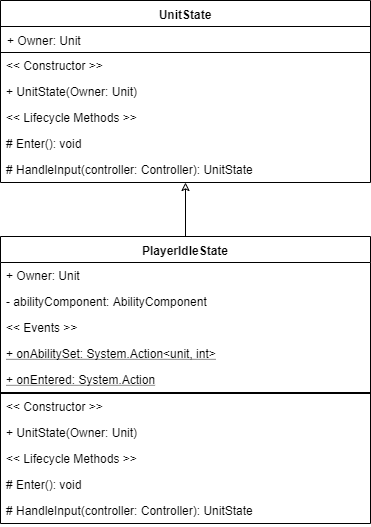 UnitState
+ Owner: Unit
<< Constructor >>
+ UnitState(Owner: Unit)
<< Lifecycle Methods >>
# Enter(): void
# HandleInput(controller: Controller): UnitState
PlayerIdleState
+ Owner: Unit
- abilityComponent: AbilityComponent
<< Events >>
+ onAbilitySet: System.Action<unit, int>
+ onEntered: System.Action
<< Constructor >>
+ UnitState(Owner: Unit)
<< Lifecycle Methods >>
# Enter(): void
# HandleInput(controller: Controller): UnitState